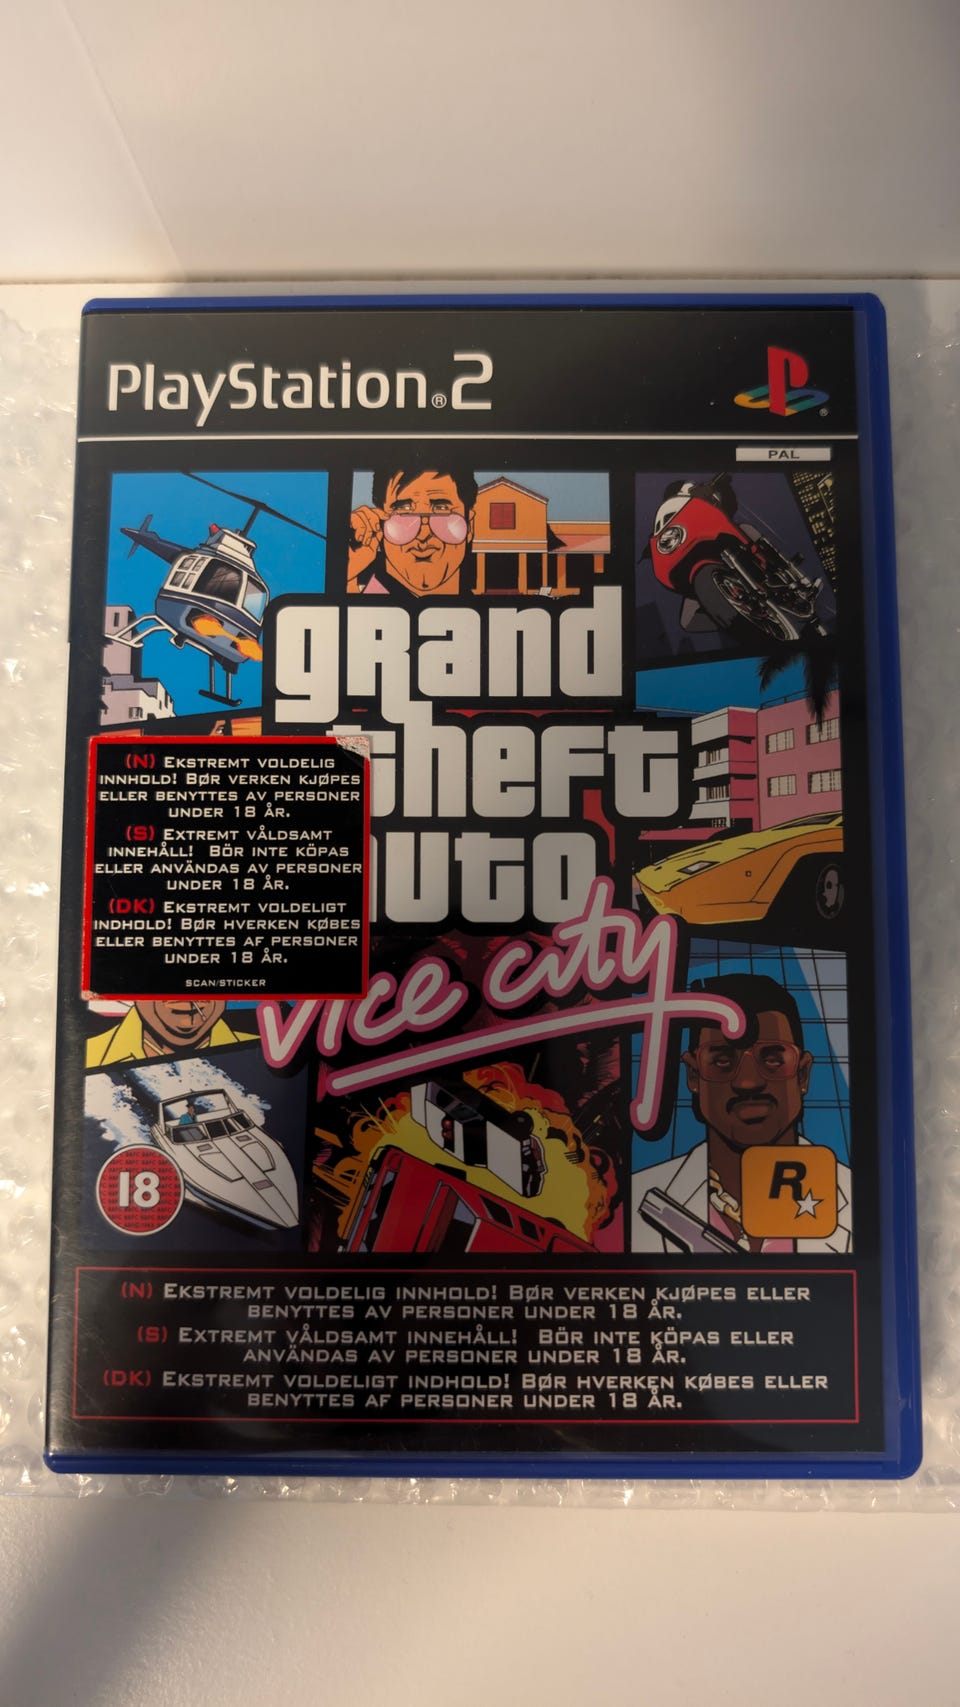 PlayStation®2
PAL
grand
theft
auto
vice city
(N) EKSTREMT VOLDELIG
INNHOLD! BØR VERKEN KJØPES
ELLER BENYTTES AV PERSONER
UNDER 18 ÅR.
(S) EXTREMT VÅLDSAMT
INNEHÅLL! BÖR INTE KÖPAS
ELLER ANVÄNDAS AV PERSONER
UNDER 18 ÅR.
(DK) EKSTREMT VOLDELIGT
INDHOLD! BØR HVERKEN KØBES
ELLER BENYTTES AF PERSONER
UNDER 18 ÅR.
SCAN/STICKER
18
R
(N) EKSTREMT VOLDELIG INNHOLD! BØR VERKEN KJØPES ELLER
BENYTTES AV PERSONER UNDER 18 ÅR.
(S) EXTREMT VÅLDSAMT INNEHÅLL! BÖR INTE KÖPAS ELLER
ANVÄNDAS AV PERSONER UNDER 18 ÅR.
(DK) EKSTREMT VOLDELIGT INDHOLD! BØR HVERKEN KØBES ELLER
BENYTTES AF PERSONER UNDER 18 ÅR.